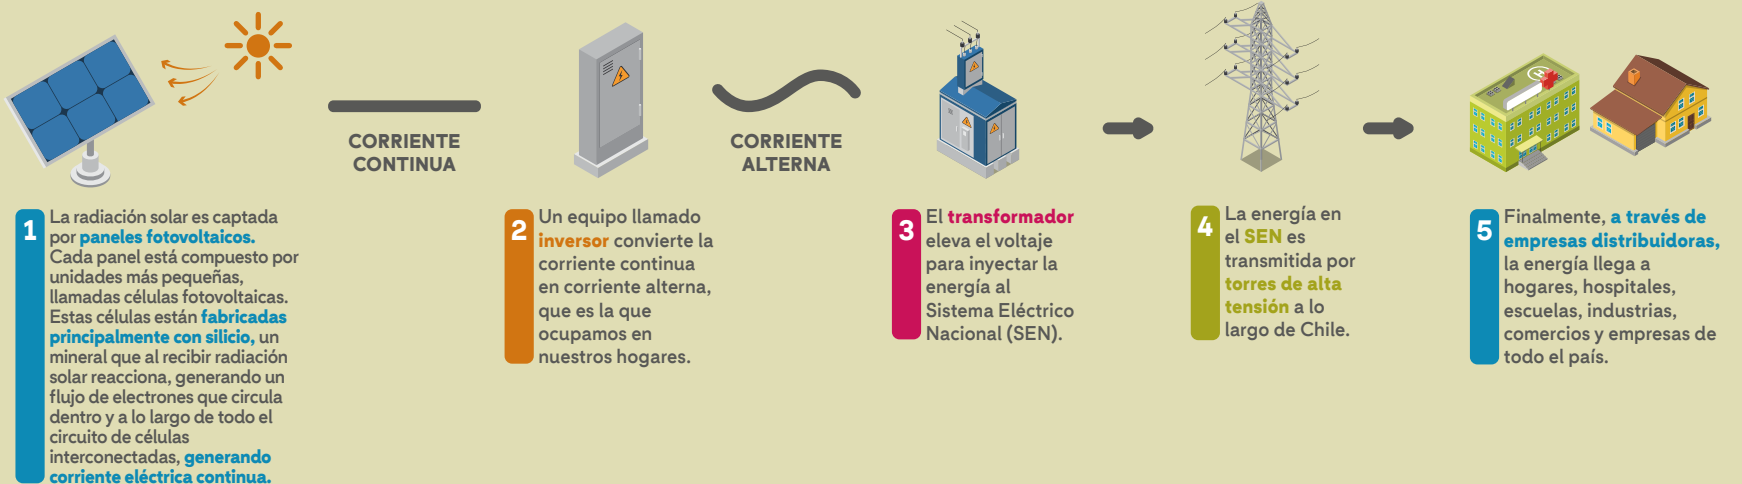 CORRIENTE
CONTINUA
CORRIENTE
ALTERNA
1
La radiación solar es captada
por paneles fotovoltaicos.
Cada panel está compuesto por
unidades más pequeñas,
llamadas células fotovoltaicas.
Estas células están fabricadas
principalmente con silicio, un
mineral que al recibir radiación
solar reacciona, generando un
flujo de electrones que circula
dentro y a lo largo de todo el
circuito de células
interconectadas, generando
corriente eléctrica continua.
2
Un equipo llamado
inversor convierte la
corriente continua
en corriente alterna,
que es la que
ocupamos en
nuestros hogares.
3
El transformador
eleva el voltaje
para inyectar la
energía al
Sistema Eléctrico
Nacional (SEN).
4
La energía en
el SEN es
transmitida por
torres de alta
tensión a lo
largo de Chile.
5
Finalmente, a través de
empresas distribuidoras,
la energía llega a
hogares, hospitales,
escuelas, industrias,
comercios y empresas de
todo el país.
H